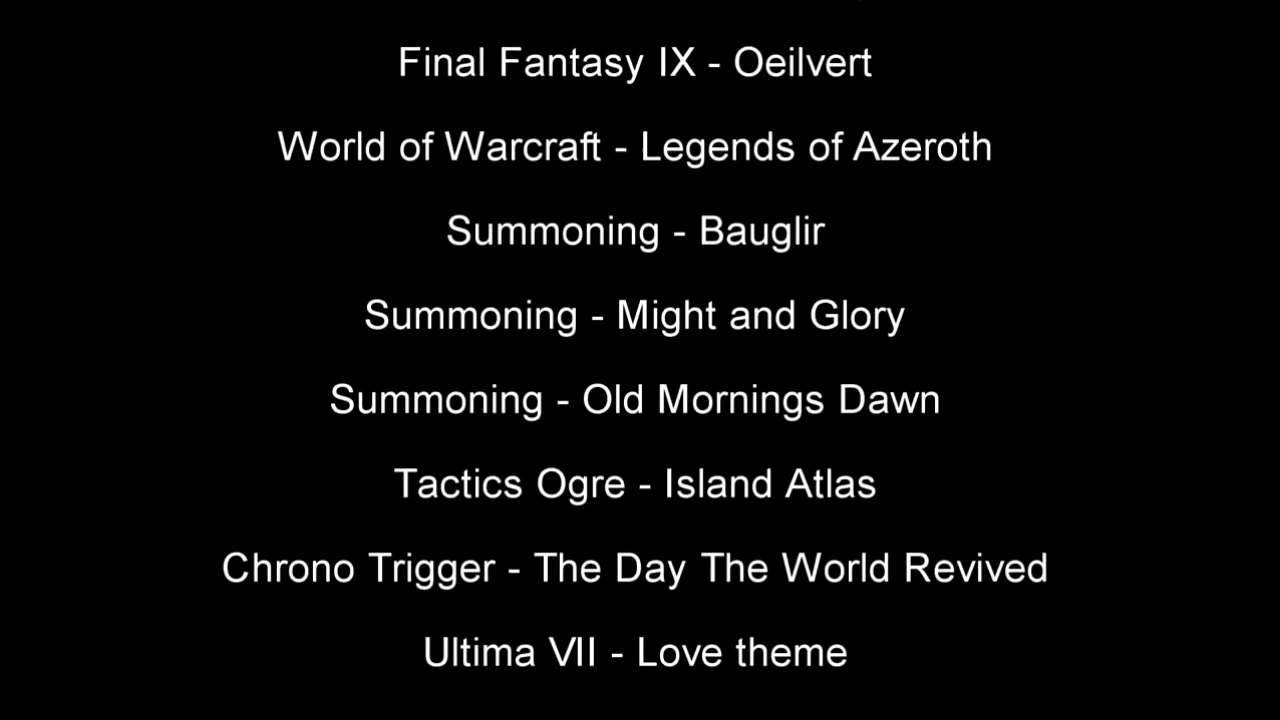 Final Fantasy IX - Oeilvert
World of Warcraft - Legends of Azeroth
Summoning - Bauglir
Summoning - Might and Glory
Summoning - Old Mornings Dawn
Tactics Ogre - Island Atlas
Chrono Trigger - The Day The World Revived
Ultima VII - Love theme